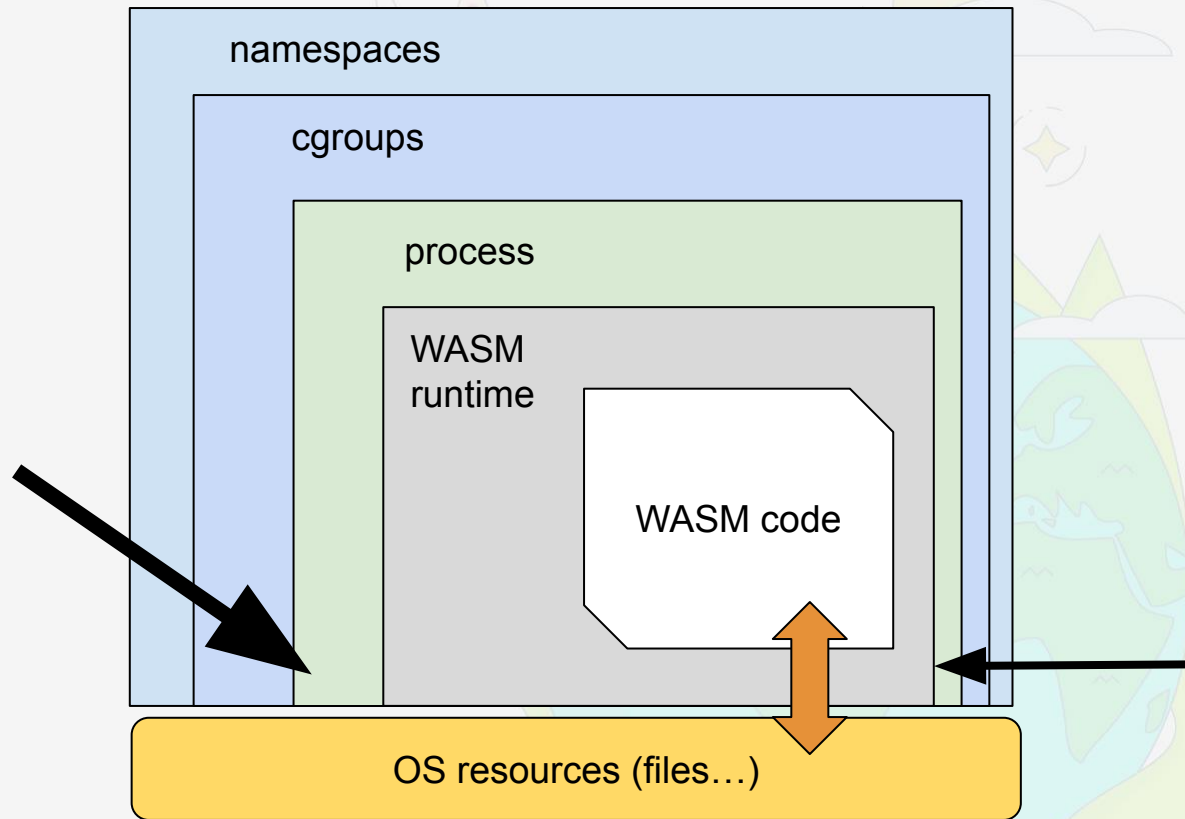 namespaces
cgroups
process
WASM
runtime
WASM code
OS resources (files…)